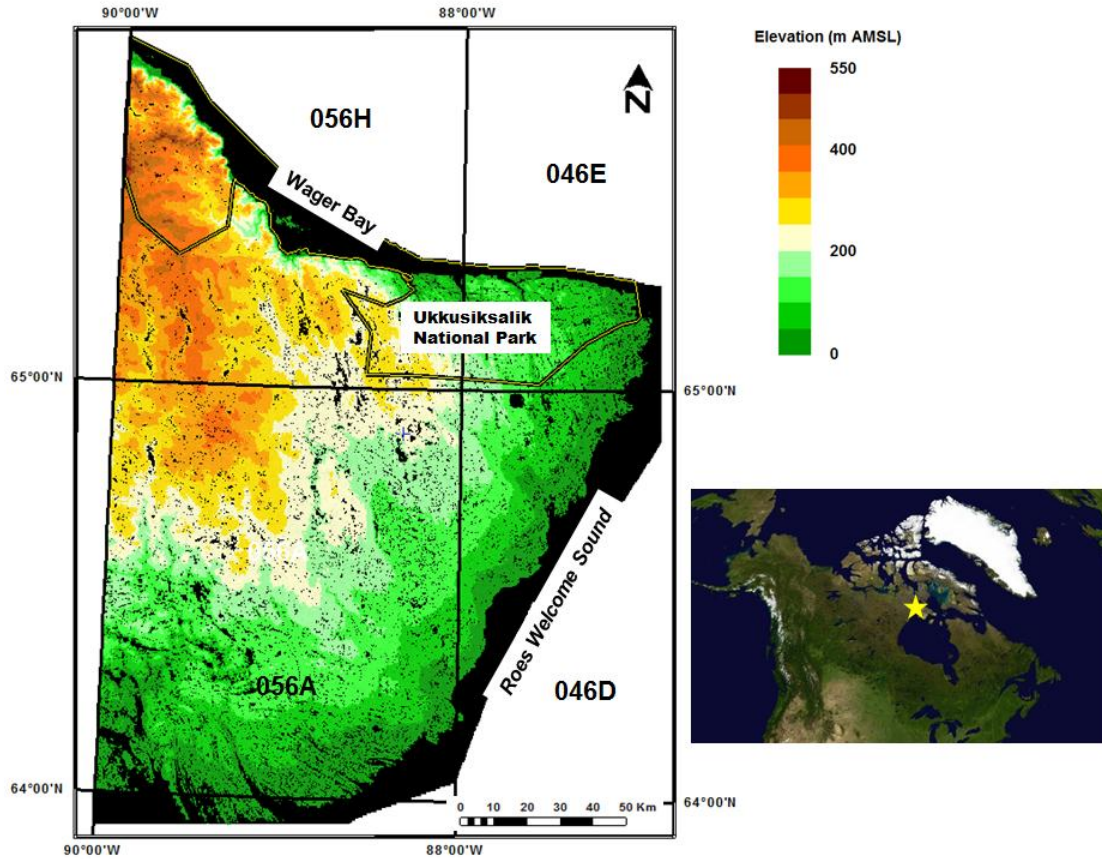 90°00'W
88°00'W
Elevation (m AMSL)
550
400
200
0
N
056H
046E
Wager Bay
Ukkusiksalik
National Park
65°00'N
65°00'N
Roes Welcome Sound
056A
046D
64°00'N
0 10 20 30 40 50 Km
64°00'N
90°00'W
88°00'W